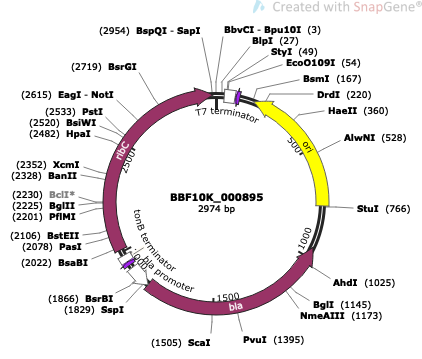 Created with SnapGene®
(2954) BspQI - SapI
BbvCI - Bpu10I (3)
BlpI (27)
StyI (49)
EcoO109I (54)
(2719) BsrGI
BsmI (167)
DrdI (220)
(2615) EagI - NotI
HaeII (360)
T7 terminator
(2533) PstI
(2520) BsiWI
(2482) HpaI
ori
500
AlwNI (528)
ribC
2500
(2352) XcmI
(2328) BanII
(2230) BclI*
(2225) BglII
(2201) PflMI
BBF10K_000895
2974 bp
StuI (766)
(2106) BstEII
(2078) PasI
(2022) BsaBI
tonB terminator
bla promoter
1000
AhdI (1025)
(1866) BsrBI
(1829) SspI
1500
bla
BglI (1145)
NmeAIII (1173)
(1505) ScaI
PvuI (1395)